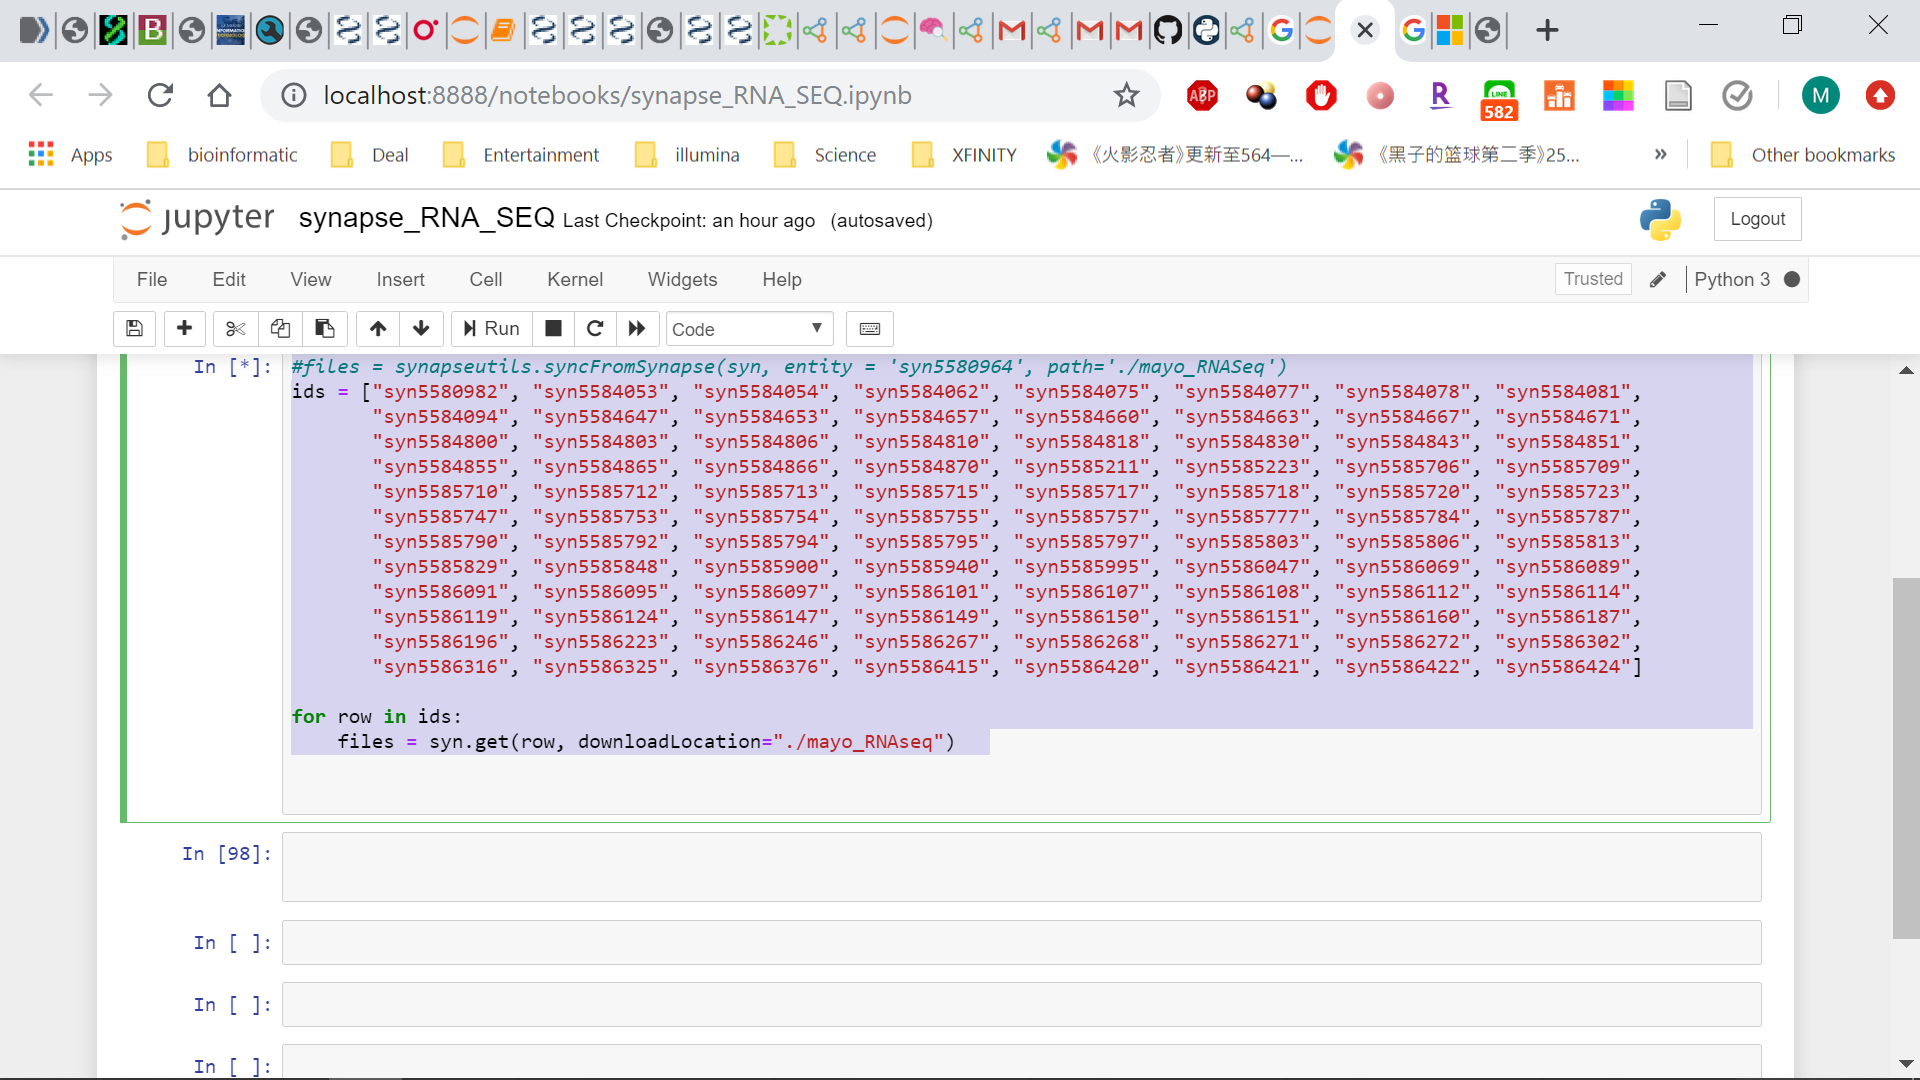 localhost:8888/notebooks/synapse_RNA_SEQ.ipynb
ABP
R
LINE
582
M
Apps
bioinformatic
Deal
Entertainment
illumina
Science
XFINITY
《火影忍者》更新至564—...
《黑子的篮球第二季》25...
»
Other bookmarks
jupyter synapse_RNA_SEQ Last Checkpoint: an hour ago (autosaved)
Logout
File Edit View Insert Cell Kernel Widgets Help
Trusted
Python 3
Run
Code
In [*]: #files = synapseutils.syncFromSynapse(syn, entity = 'syn5580964', path='./mayo_RNASeq')
ids = ["syn5580982", "syn5584053", "syn5584054", "syn5584062", "syn5584075", "syn5584077", "syn5584078", "syn5584081",
"syn5584094", "syn5584647", "syn5584653", "syn5584657", "syn5584660", "syn5584663", "syn5584667", "syn5584671",
"syn5584800", "syn5584803", "syn5584806", "syn5584810", "syn5584818", "syn5584830", "syn5584843", "syn5584851",
"syn5584855", "syn5584865", "syn5584866", "syn5584870", "syn5585211", "syn5585223", "syn5585706", "syn5585709",
"syn5585710", "syn5585712", "syn5585713", "syn5585715", "syn5585717", "syn5585718", "syn5585720", "syn5585723",
"syn5585747", "syn5585753", "syn5585754", "syn5585755", "syn5585757", "syn5585777", "syn5585784", "syn5585787",
"syn5585790", "syn5585792", "syn5585794", "syn5585795", "syn5585797", "syn5585803", "syn5585806", "syn5585813",
"syn5585829", "syn5585848", "syn5585900", "syn5585940", "syn5585995", "syn5586047", "syn5586069", "syn5586089",
"syn5586091", "syn5586095", "syn5586097", "syn5586101", "syn5586107", "syn5586108", "syn5586112", "syn5586114",
"syn5586119", "syn5586124", "syn5586147", "syn5586149", "syn5586150", "syn5586151", "syn5586160", "syn5586187",
"syn5586196", "syn5586223", "syn5586246", "syn5586267", "syn5586268", "syn5586271", "syn5586272", "syn5586302",
"syn5586316", "syn5586325", "syn5586376", "syn5586415", "syn5586420", "syn5586421", "syn5586422", "syn5586424"]
for row in ids:
files = syn.get(row, downloadLocation="./mayo_RNAseq")
In [98]:
In [ ]:
In [ ]:
In [ ]: